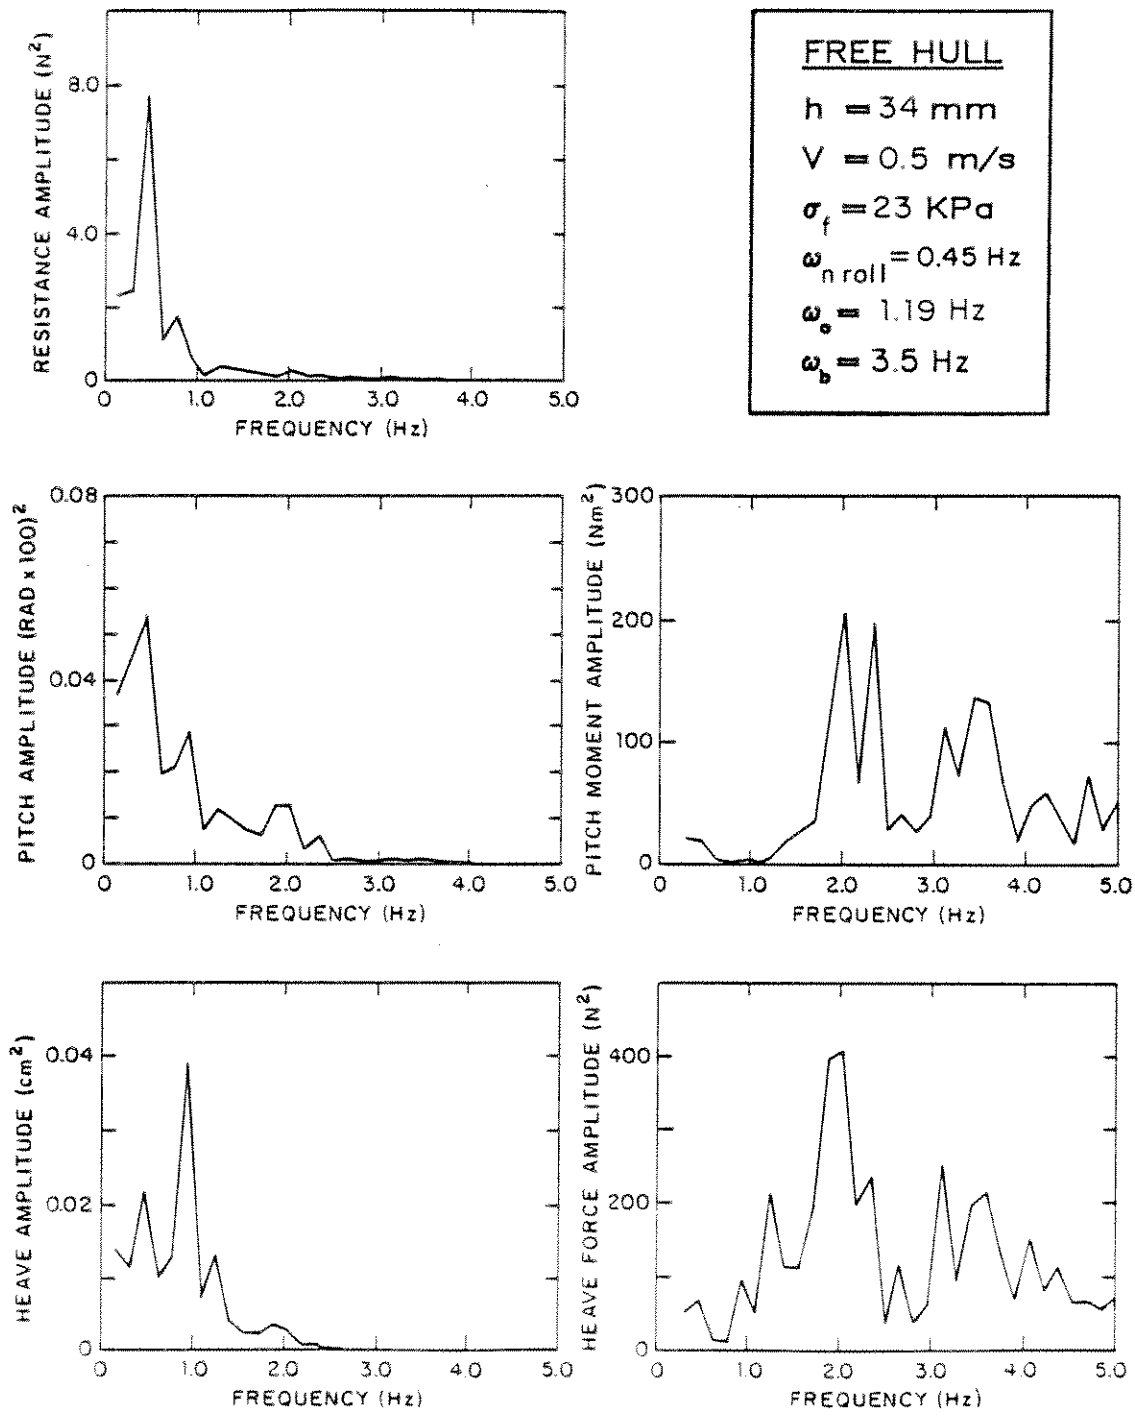 RESISTANCE AMPLITUDE (N²)
8.0
4.0
0
0 1.0 2.0 3.0 4.0 5.0
FREQUENCY (Hz)
FREE HULL
h = 34 mm
V = 0.5 m/s
σf = 23 KPa
ωn roll = 0.45 Hz
ωo = 1.19 Hz
ωb = 3.5 Hz
PITCH AMPLITUDE (RAD x 100)²
0.08
0.04
0
0 1.0 2.0 3.0 4.0 5.0
FREQUENCY (Hz)
PITCH MOMENT AMPLITUDE (Nm²)
300
200
100
0
0 1.0 2.0 3.0 4.0 5.0
FREQUENCY (Hz)
HEAVE AMPLITUDE (cm²)
0.04
0.02
0
0 1.0 2.0 3.0 4.0 5.0
FREQUENCY (Hz)
HEAVE FORCE AMPLITUDE (N²)
400
200
0
0 1.0 2.0 3.0 4.0 5.0
FREQUENCY (Hz)